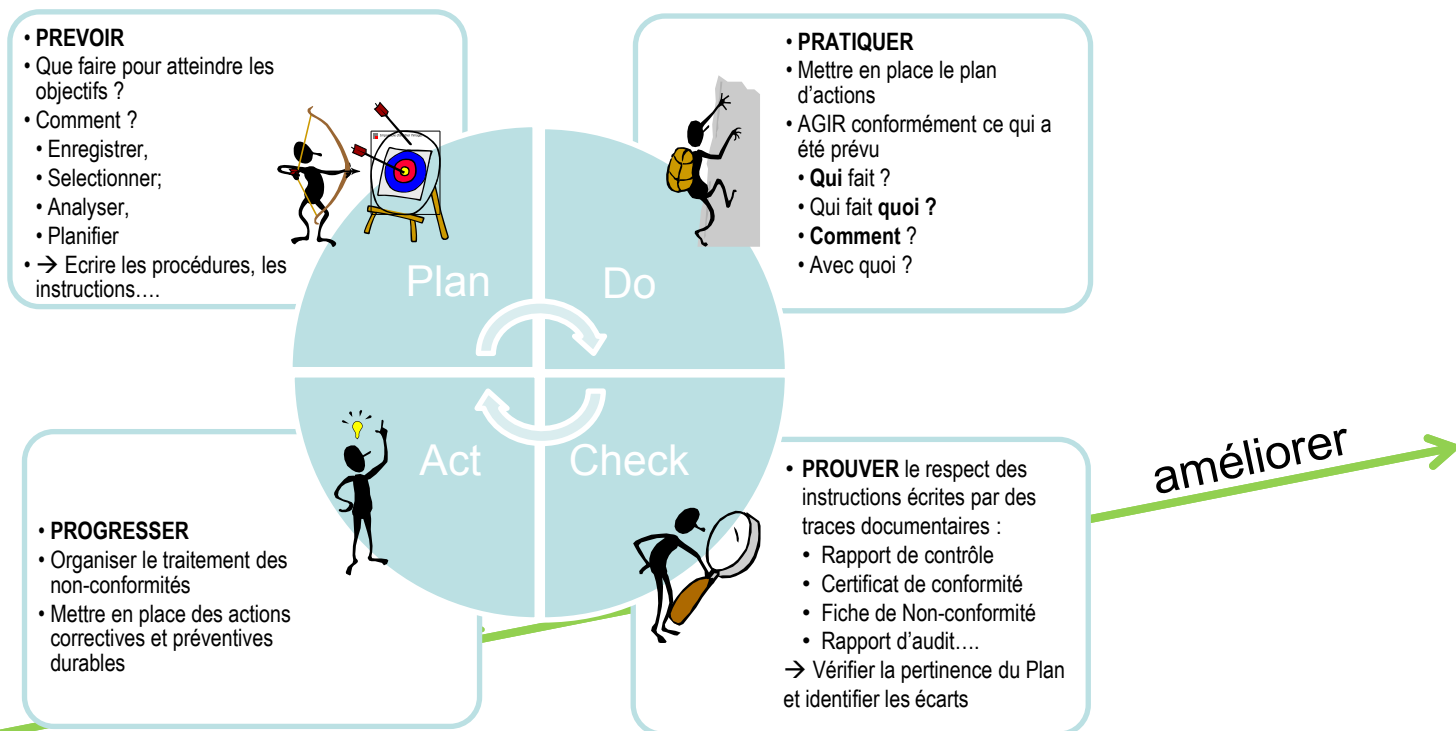 • PREVOIR
• Que faire pour atteindre les
objectifs ?
• Comment ?
• Enregistrer,
• Selectionner;
• Analyser,
• Planifier
• → Ecrire les procédures, les
instructions….
• PRATIQUER
• Mettre en place le plan
d’actions
• AGIR conformément ce qui a
été prévu
• Qui fait ?
• Qui fait quoi ?
• Comment ?
• Avec quoi ?
Plan
Do
Act
Check
• PROGRESSER
• Organiser le traitement des
non-conformités
• Mettre en place des actions
correctives et préventives
durables
• PROUVER le respect des
instructions écrites par des
traces documentaires :
• Rapport de contrôle
• Certificat de conformité
• Fiche de Non-conformité
• Rapport d’audit….
→ Vérifier la pertinence du Plan
et identifier les écarts
améliorer